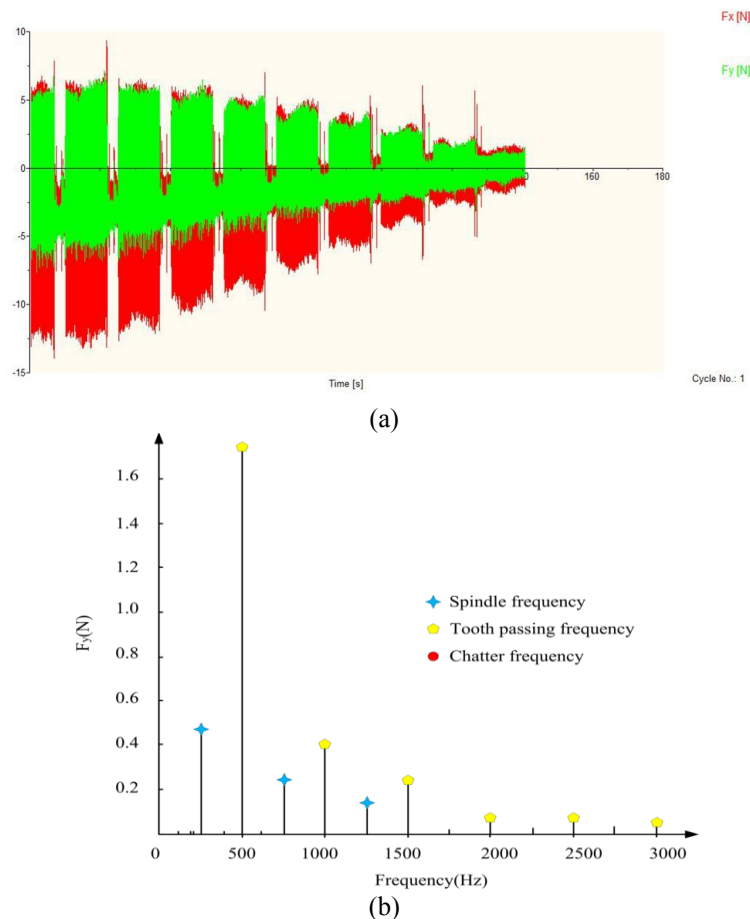 Fx [N]
10
Fy [N]
5
0
160
180
-5
-10
-15
Time [s]
Cycle No.: 1
(a)
1.6
1.4
1.2
1.0
0.8
0.6
0.4
0.2
Fy(N)
Spindle frequency
Tooth passing frequency
Chatter frequency
0 500 1000 1500 2000 2500 3000
Frequency(Hz)
(b)